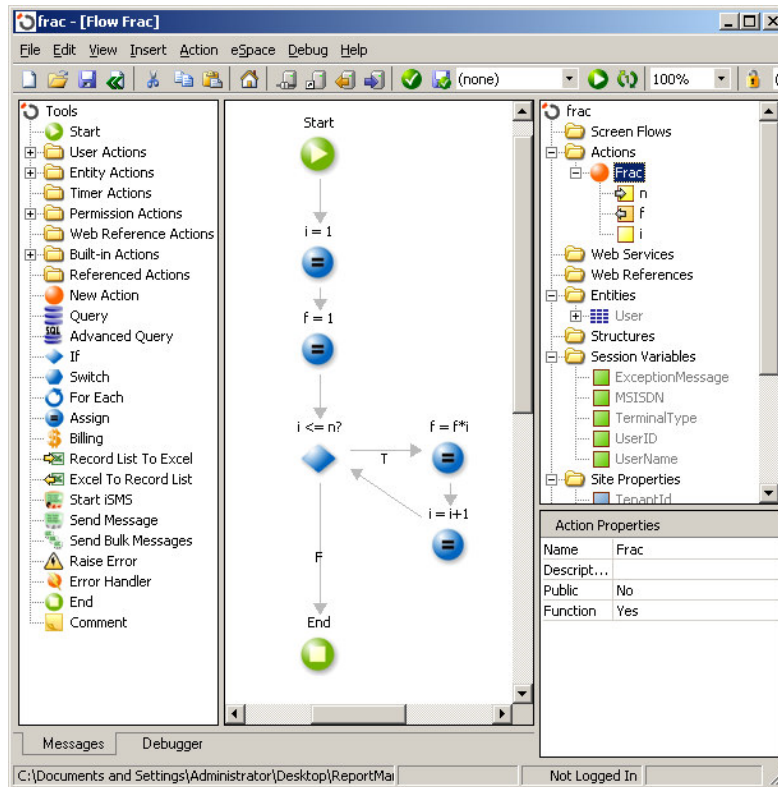 frac - [Flow Frac]
File Edit View Insert Action eSpace Debug Help
(none)
100%
Tools
Start
User Actions
Entity Actions
Timer Actions
Permission Actions
Web Reference Actions
Built-in Actions
Referenced Actions
New Action
Query
SQL
Advanced Query
If
Switch
For Each
Assign
Billing
Record List To Excel
Excel To Record List
Start iSMS
Send Message
Send Bulk Messages
Raise Error
Error Handler
End
Comment
Start
i = 1
f = 1
i <= n?
T
f = f*i
i = i+1
F
End
frac
Screen Flows
Actions
Frac
n
f
i
Web Services
Web References
Entities
User
Structures
Session Variables
ExceptionMessage
MSISDN
TerminalType
UserID
UserName
Site Properties
TenantId
Action Properties
Name Frac
Descript...
Public No
Function Yes
Messages Debugger
C:\Documents and Settings\Administrator\Desktop\ReportMa
Not Logged In